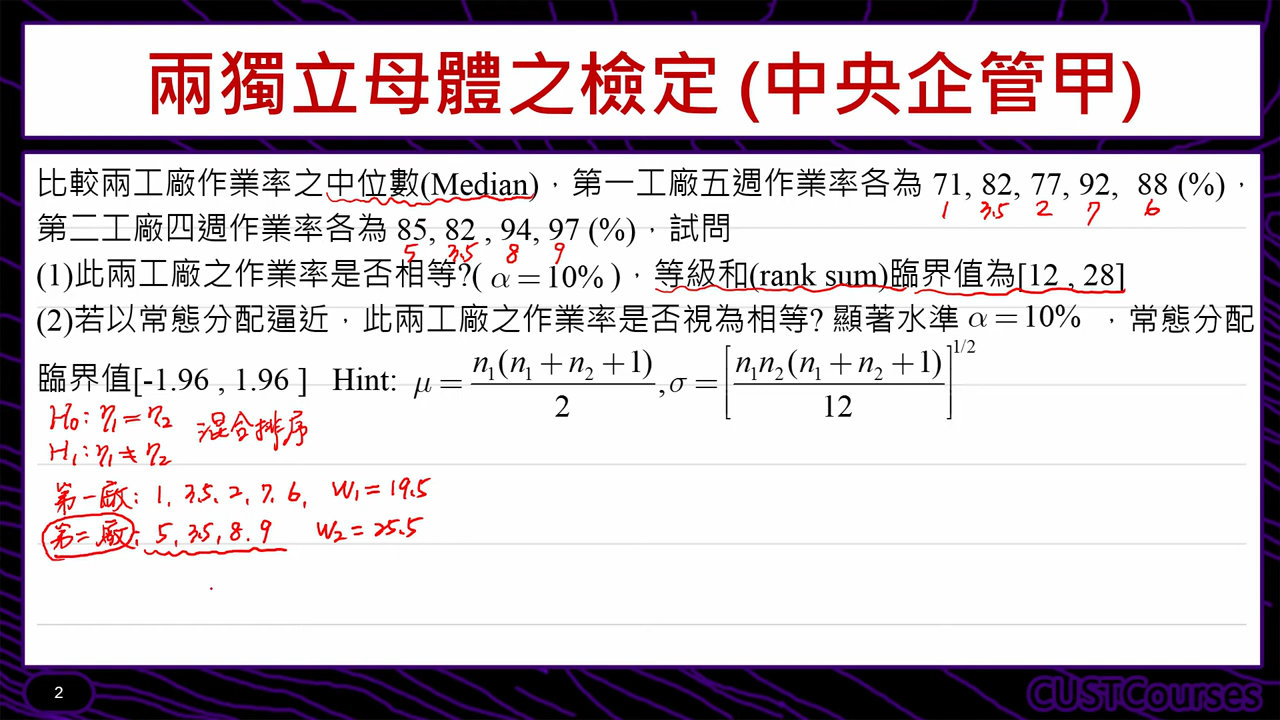 兩獨立母體之檢定 (中央企管甲)
比較兩工廠作業率之中位數(Median)，第一工廠五週作業率各為 71, 82, 77, 92, 88 (%)，
1 3.5 2 7 6
第二工廠四週作業率各為 85, 82 , 94, 97 (%)，試問
5 3.5 8 9
(1)此兩工廠之作業率是否相等?( α＝10% )，等級和(rank sum)臨界值為[12 , 28]
(2)若以常態分配逼近，此兩工廠之作業率是否視為相等? 顯著水準 α＝10% ，常態分配
臨界值[-1.96 , 1.96 ] Hint: μ = n₁(n₁ + n₂ + 1) / 2 , σ = [ n₁n₂(n₁ + n₂ + 1) / 12 ]^1/2
H₀: η₁ = η₂ 混合排序
H₁: η₁ ≠ η₂
第一廠: 1, 3.5, 2, 7, 6, W₁ = 19.5
第二廠: 5, 3.5, 8, 9 W₂ = 25.5
2
CUSTCourses